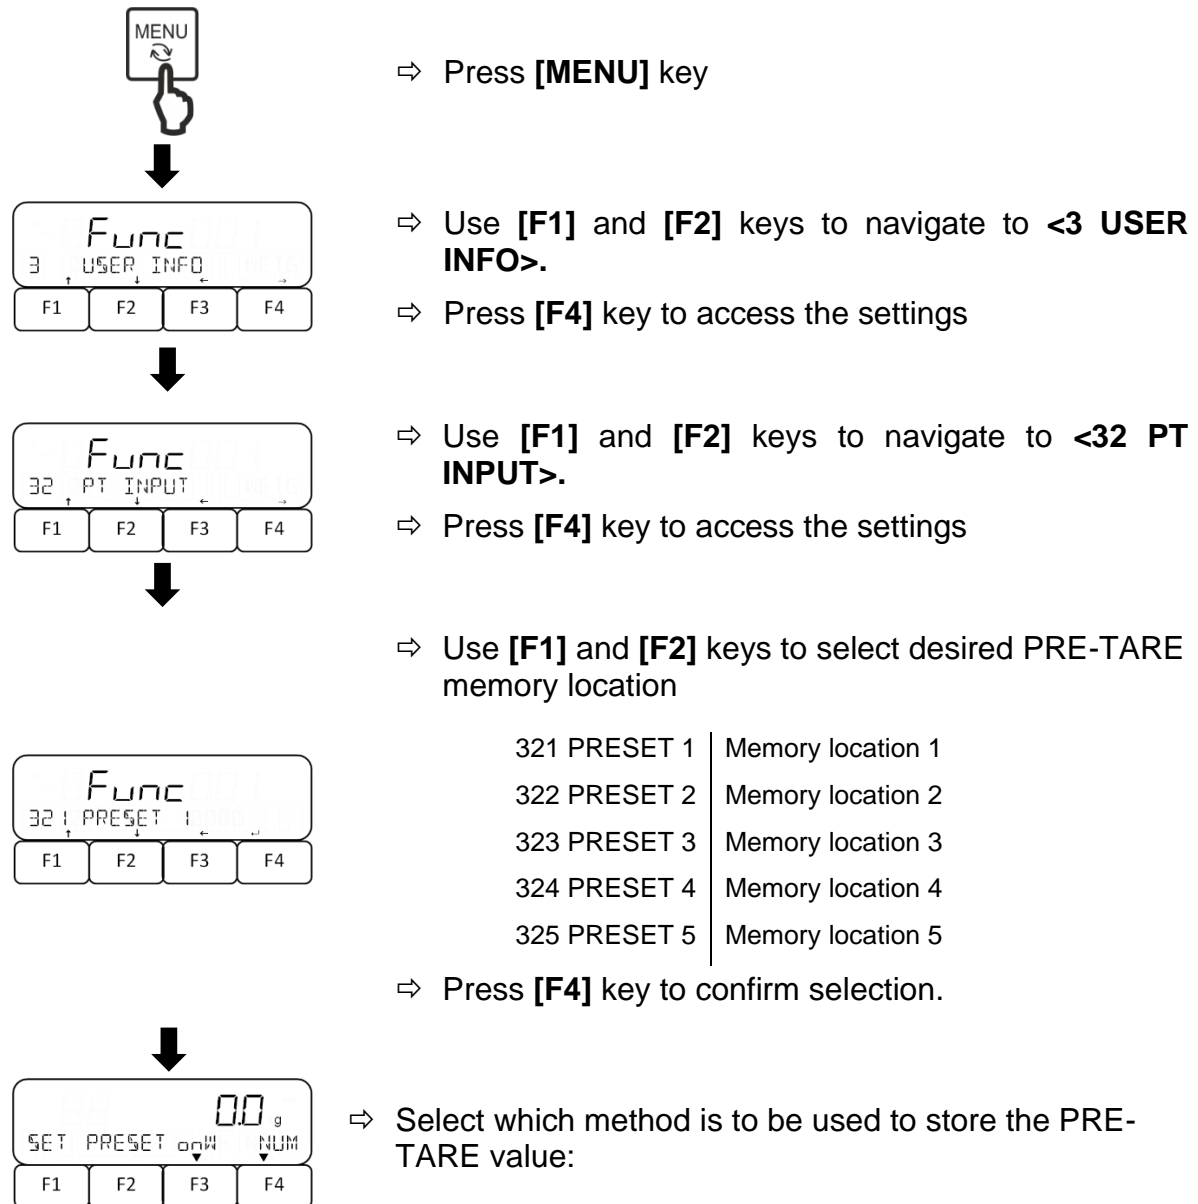 MENU
⇨ Press [MENU] key
Func
3 USER INFO
↑ ↓ ← →
F1 F2 F3 F4
⇨ Use [F1] and [F2] keys to navigate to <3 USER
INFO>.
⇨ Press [F4] key to access the settings
Func
32 PT INPUT
↑ ↓ ← →
F1 F2 F3 F4
⇨ Use [F1] and [F2] keys to navigate to <32 PT
INPUT>.
⇨ Press [F4] key to access the settings
⇨ Use [F1] and [F2] keys to select desired PRE-TARE
memory location
Func
321 PRESET 1
↑ ↓ ← ↵
F1 F2 F3 F4
321 PRESET 1 Memory location 1
322 PRESET 2 Memory location 2
323 PRESET 3 Memory location 3
324 PRESET 4 Memory location 4
325 PRESET 5 Memory location 5
⇨ Press [F4] key to confirm selection.
0.0 g
SET PRESET onW NUM
F1 F2 F3 F4
⇨ Select which method is to be used to store the PRE-
TARE value: